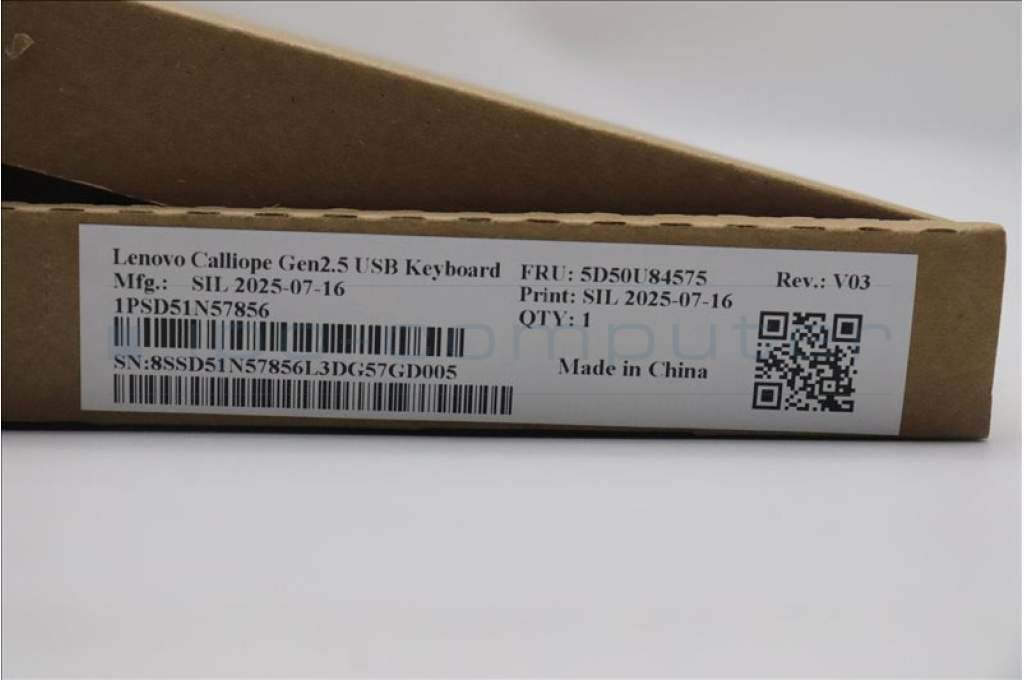 Lenovo Calliope Gen2.5 USB Keyboard
Mfg.: SIL 2025-07-16
1PSD51N57856
SN:8SSD51N57856L3DG57GD005
FRU: 5D50U84575
Rev.: V03
Print: SIL 2025-07-16
QTY: 1
Made in China